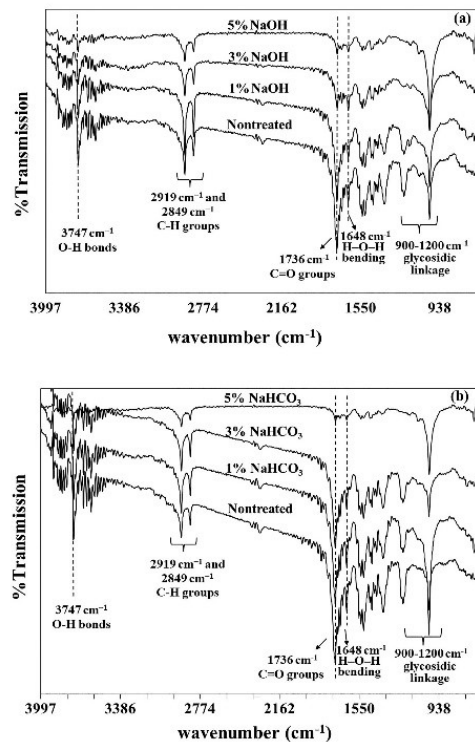 (a)
5% NaOH
3% NaOH
1% NaOH
Nontreated
%Transmission
3747 cm⁻¹
O-H bonds
2919 cm⁻¹ and
2849 cm⁻¹
C-H groups
1736 cm⁻¹
C=O groups
1648 cm⁻¹
H–O–H
bending
900-1200 cm⁻¹
glycosidic
linkage
3997 3386 2774 2162 1550 938
wavenumber (cm⁻¹)
(b)
5% NaHCO₃
3% NaHCO₃
1% NaHCO₃
Nontreated
%Transmission
3747 cm⁻¹
O-H bonds
2919 cm⁻¹ and
2849 cm⁻¹
C-H groups
1736 cm⁻¹
C=O groups
1648 cm⁻¹
H–O–H
bending
900-1200 cm⁻¹
glycosidic
linkage
3997 3386 2774 2162 1550 938
wavenumber (cm⁻¹)